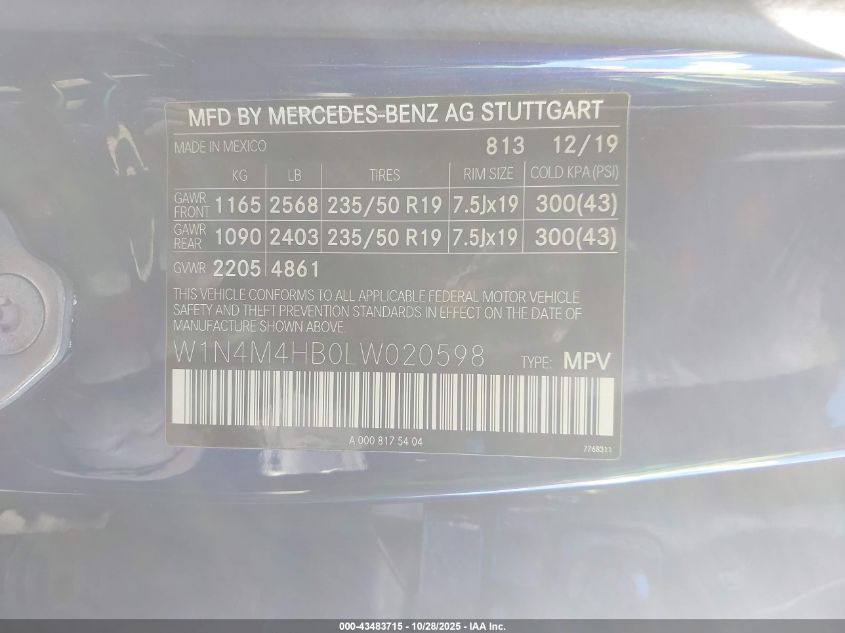 MFD BY MERCEDES-BENZ AG STUTTGART
MADE IN MEXICO 813 12/19
KG LB TIRES RIM SIZE COLD KPA (PSI)
GAWR FRONT 1165 2568 235/50 R19 7.5Jx19 300(43)
GAWR REAR 1090 2403 235/50 R19 7.5Jx19 300(43)
GVWR 2205 4861
THIS VEHICLE CONFORMS TO ALL APPLICABLE FEDERAL MOTOR VEHICLE
SAFETY AND THEFT PREVENTION STANDARDS IN EFFECT ON THE DATE OF
MANUFACTURE SHOWN ABOVE.
W1N4M4HB0LW020598 TYPE: MPV
A 000 817 54 04
7768311
000-43483715 - 10/28/2025 - IAA Inc.